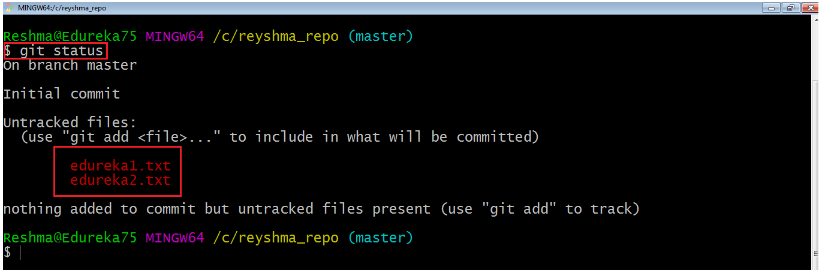 MINGW64:/c/reyshma_repo
Reshma@Edureka75 MINGW64 /c/reyshma_repo (master)
$ git status
On branch master
Initial commit
Untracked files:
(use "git add <file>..." to include in what will be committed)
edureka1.txt
edureka2.txt
nothing added to commit but untracked files present (use "git add" to track)
Reshma@Edureka75 MINGW64 /c/reyshma_repo (master)
$